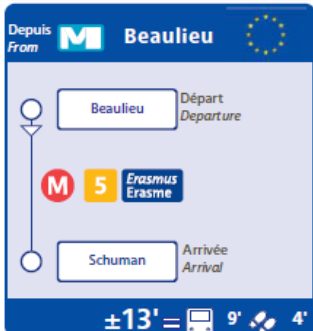 Depuis
From
M
Beaulieu
Beaulieu
Départ
Departure
M 5 Erasmus
Erasme
Schuman
Arrivée
Arrival
±13'= 9' 4'